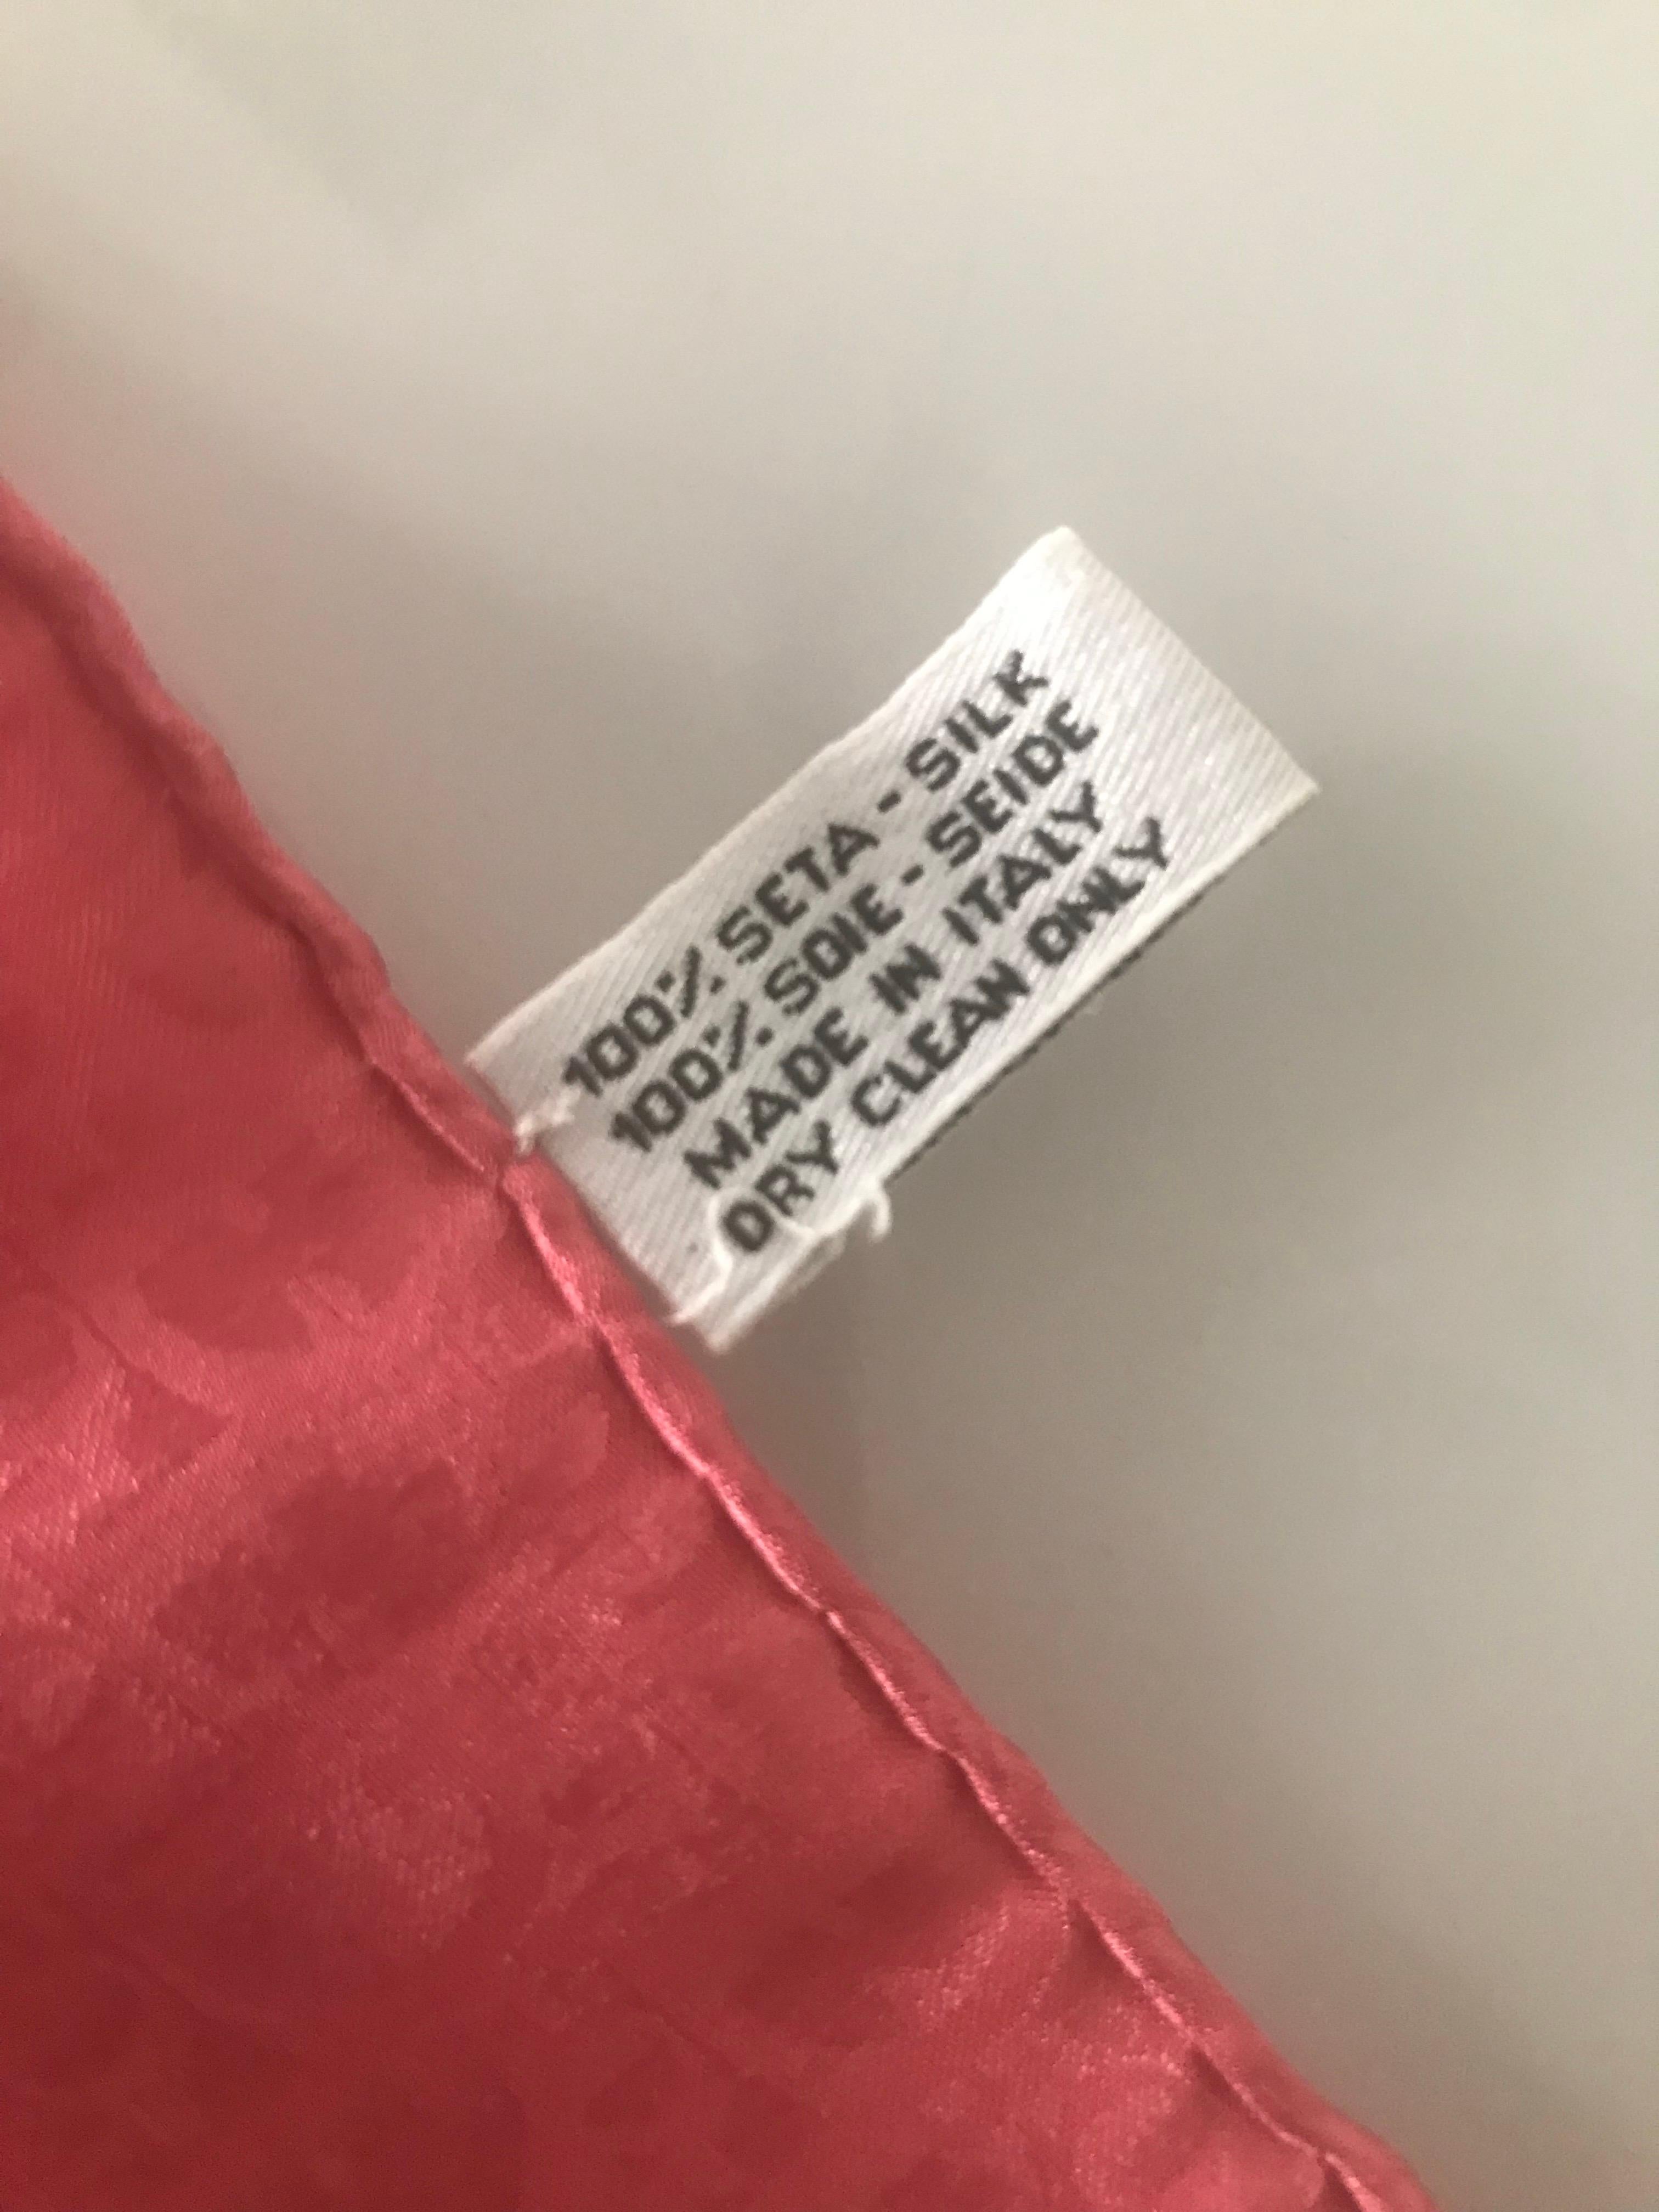 100% SETA - SILK
100% SOIE - SEIDE
MADE IN ITALY
DRY CLEAN ONLY